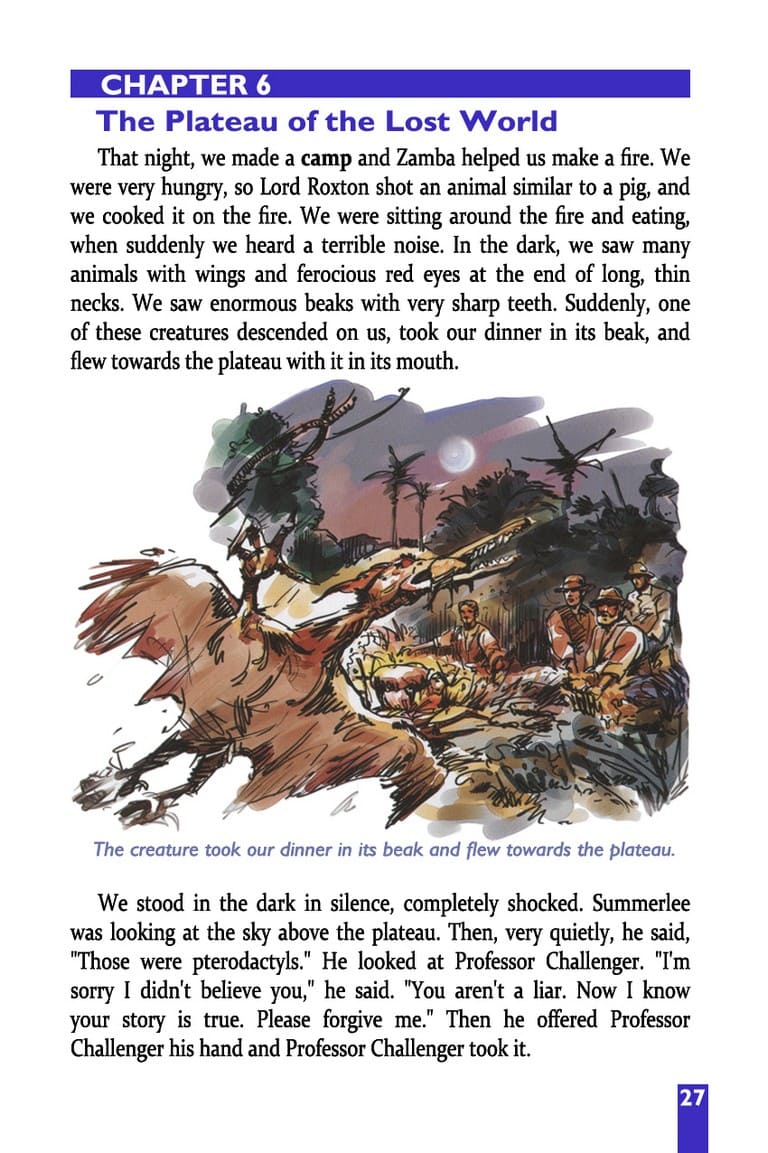 CHAPTER 6
The Plateau of the Lost World
That night, we made a camp and Zamba helped us make a fire. We
were very hungry, so Lord Roxton shot an animal similar to a pig, and
we cooked it on the fire. We were sitting around the fire and eating,
when suddenly we heard a terrible noise. In the dark, we saw many
animals with wings and ferocious red eyes at the end of long, thin
necks. We saw enormous beaks with very sharp teeth. Suddenly, one
of these creatures descended on us, took our dinner in its beak, and
flew towards the plateau with it in its mouth.
The creature took our dinner in its beak and flew towards the plateau.
We stood in the dark in silence, completely shocked. Summerlee
was looking at the sky above the plateau. Then, very quietly, he said,
"Those were pterodactyls." He looked at Professor Challenger. "I'm
sorry I didn't believe you," he said. "You aren't a liar. Now I know
your story is true. Please forgive me." Then he offered Professor
Challenger his hand and Professor Challenger took it.
27